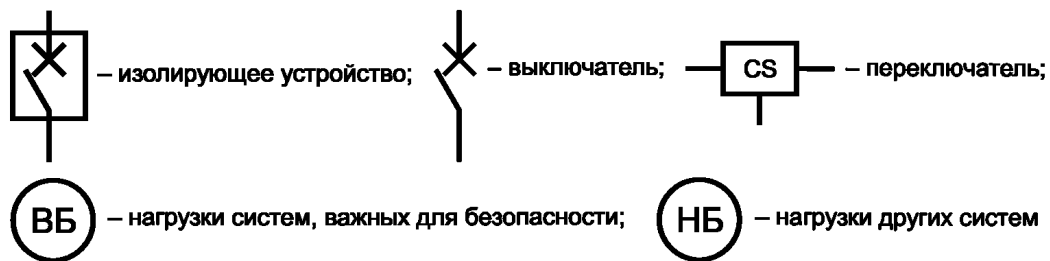 – изолирующее устройство; – выключатель; CS – переключатель;
ВБ – нагрузки систем, важных для безопасности; НБ – нагрузки других систем